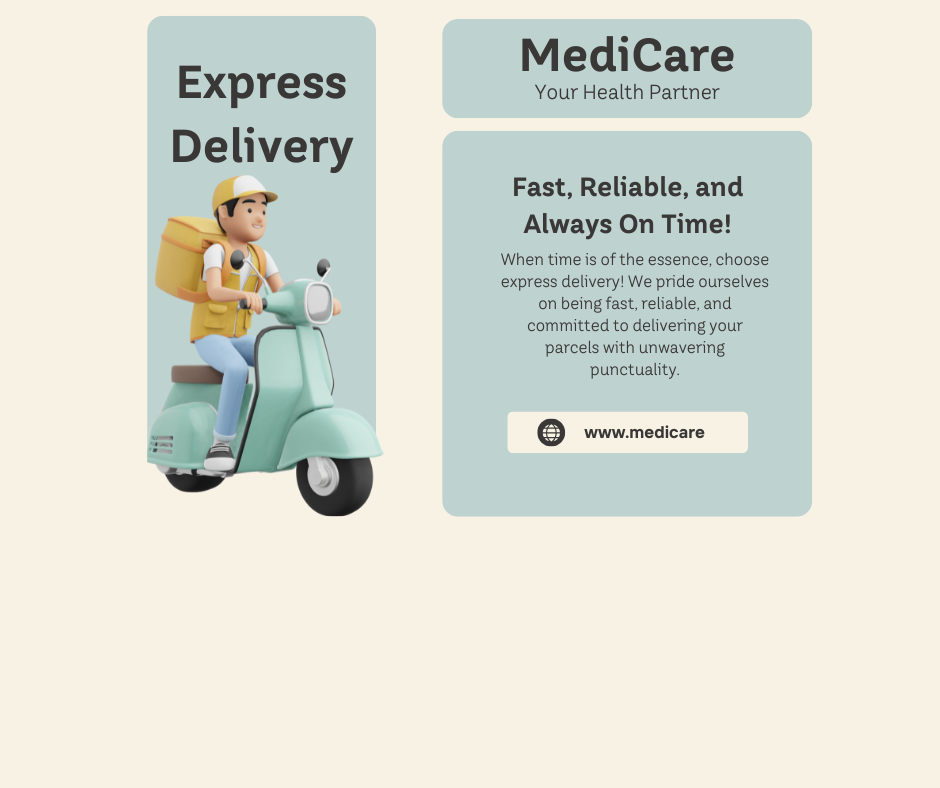 Express
Delivery
MediCare
Your Health Partner
Fast, Reliable, and
Always On Time!
When time is of the essence, choose
express delivery! We pride ourselves
on being fast, reliable, and
committed to delivering your
parcels with unwavering
punctuality.
www.medicare